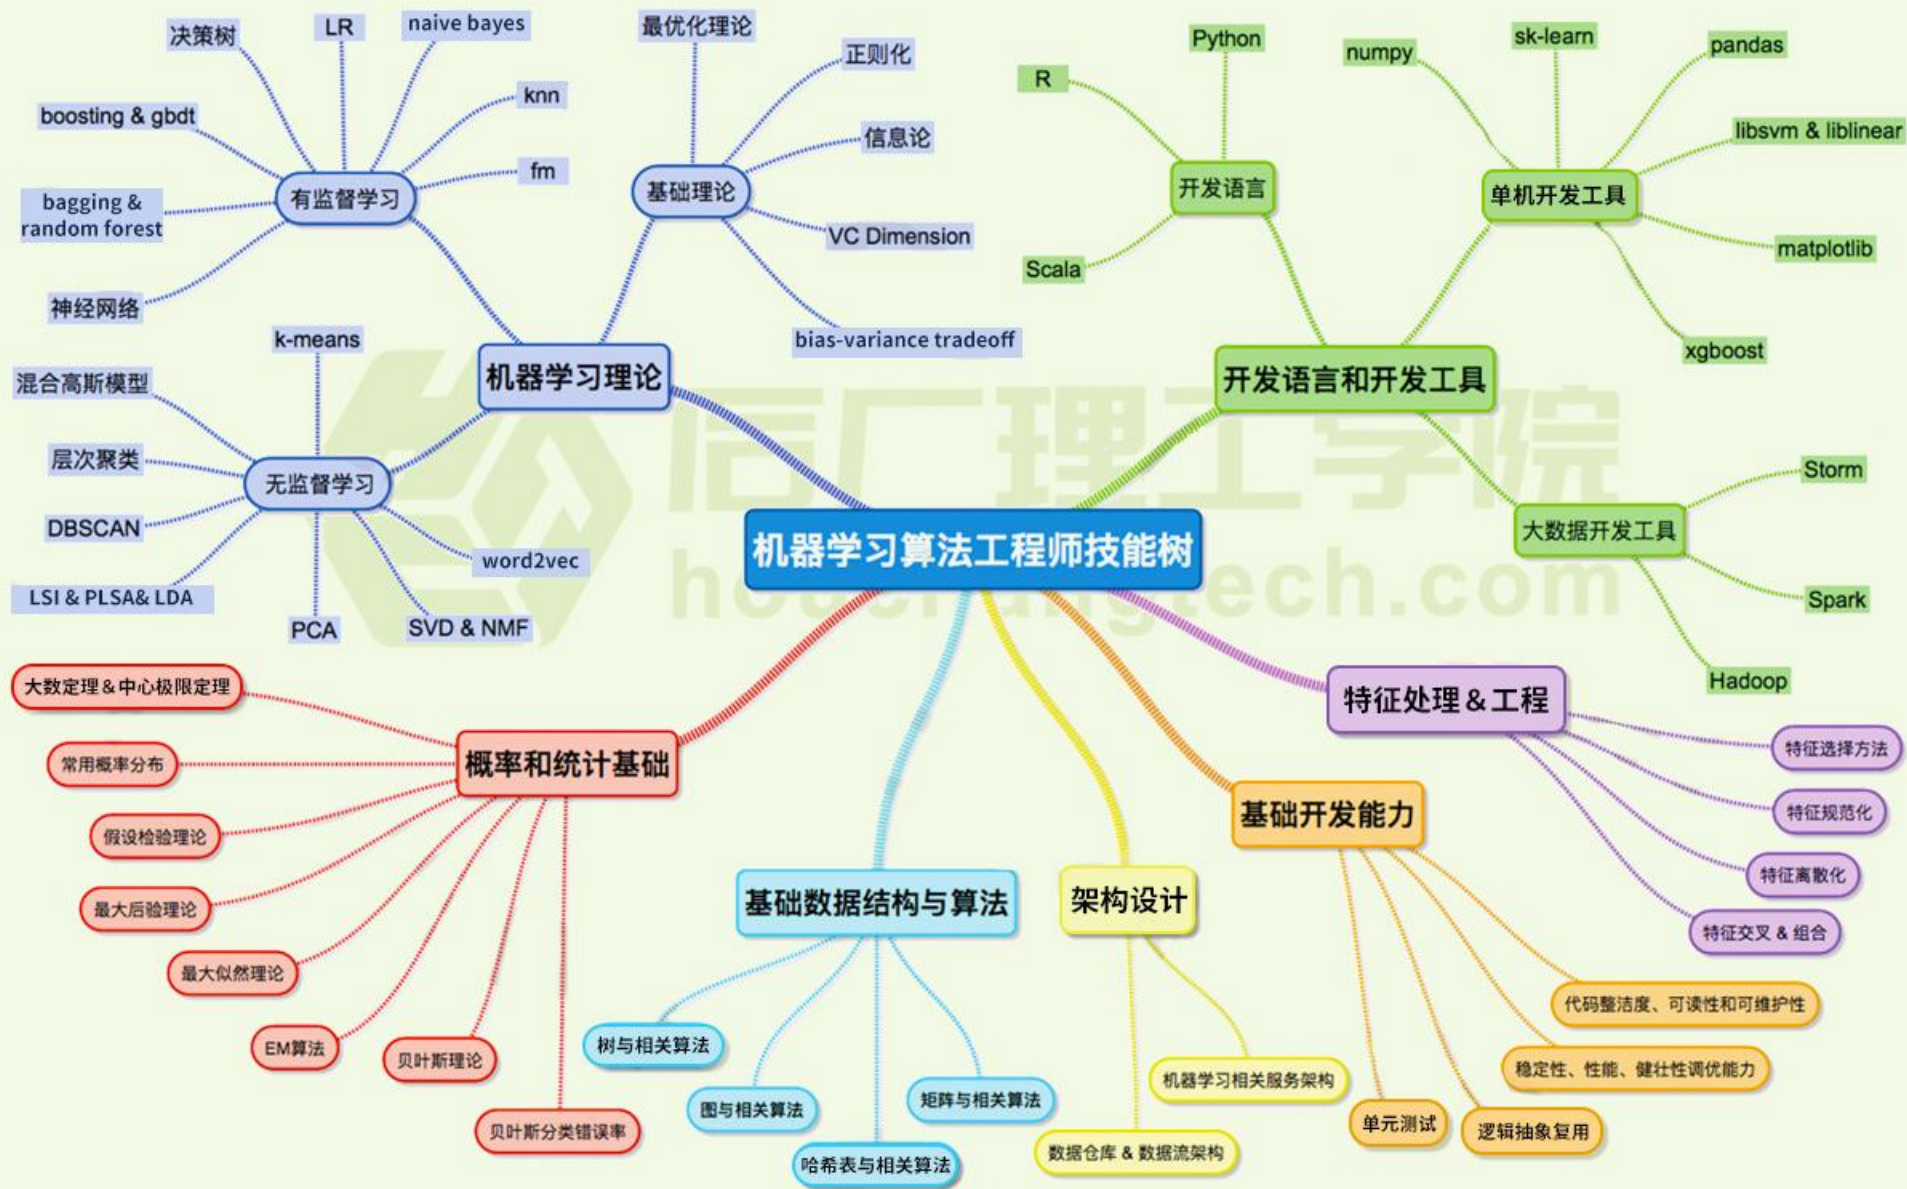 机器学习算法工程师技能树
机器学习理论
有监督学习
决策树
LR
naive bayes
knn
fm
boosting & gbdt
bagging &
random forest
神经网络
基础理论
最优化理论
正则化
信息论
VC Dimension
bias-variance tradeoff
无监督学习
k-means
混合高斯模型
层次聚类
DBSCAN
LSI & PLSA& LDA
PCA
SVD & NMF
word2vec
开发语言和开发工具
开发语言
Python
R
Scala
单机开发工具
numpy
sk-learn
pandas
libsvm & liblinear
matplotlib
xgboost
大数据开发工具
Storm
Spark
Hadoop
特征处理&工程
特征选择方法
特征规范化
特征离散化
特征交叉 & 组合
基础开发能力
代码整洁度、可读性和可维护性
稳定性、性能、健壮性调优能力
逻辑抽象复用
单元测试
架构设计
机器学习相关服务架构
数据仓库 & 数据流架构
基础数据结构与算法
树与相关算法
图与相关算法
哈希表与相关算法
矩阵与相关算法
概率和统计基础
大数定理&中心极限定理
常用概率分布
假设检验理论
最大后验理论
最大似然理论
EM算法
贝叶斯理论
贝叶斯分类错误率
理工学院
tech.com